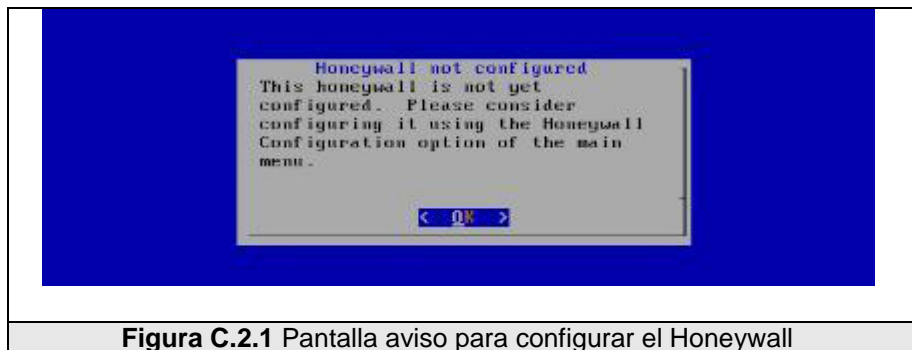 Honeywall not configured
This honeywall is not yet
configured.  Please consider
configuring it using the Honeywall
Configuration option of the main
menu.
< OK >
Figura C.2.1 Pantalla aviso para configurar el Honeywall